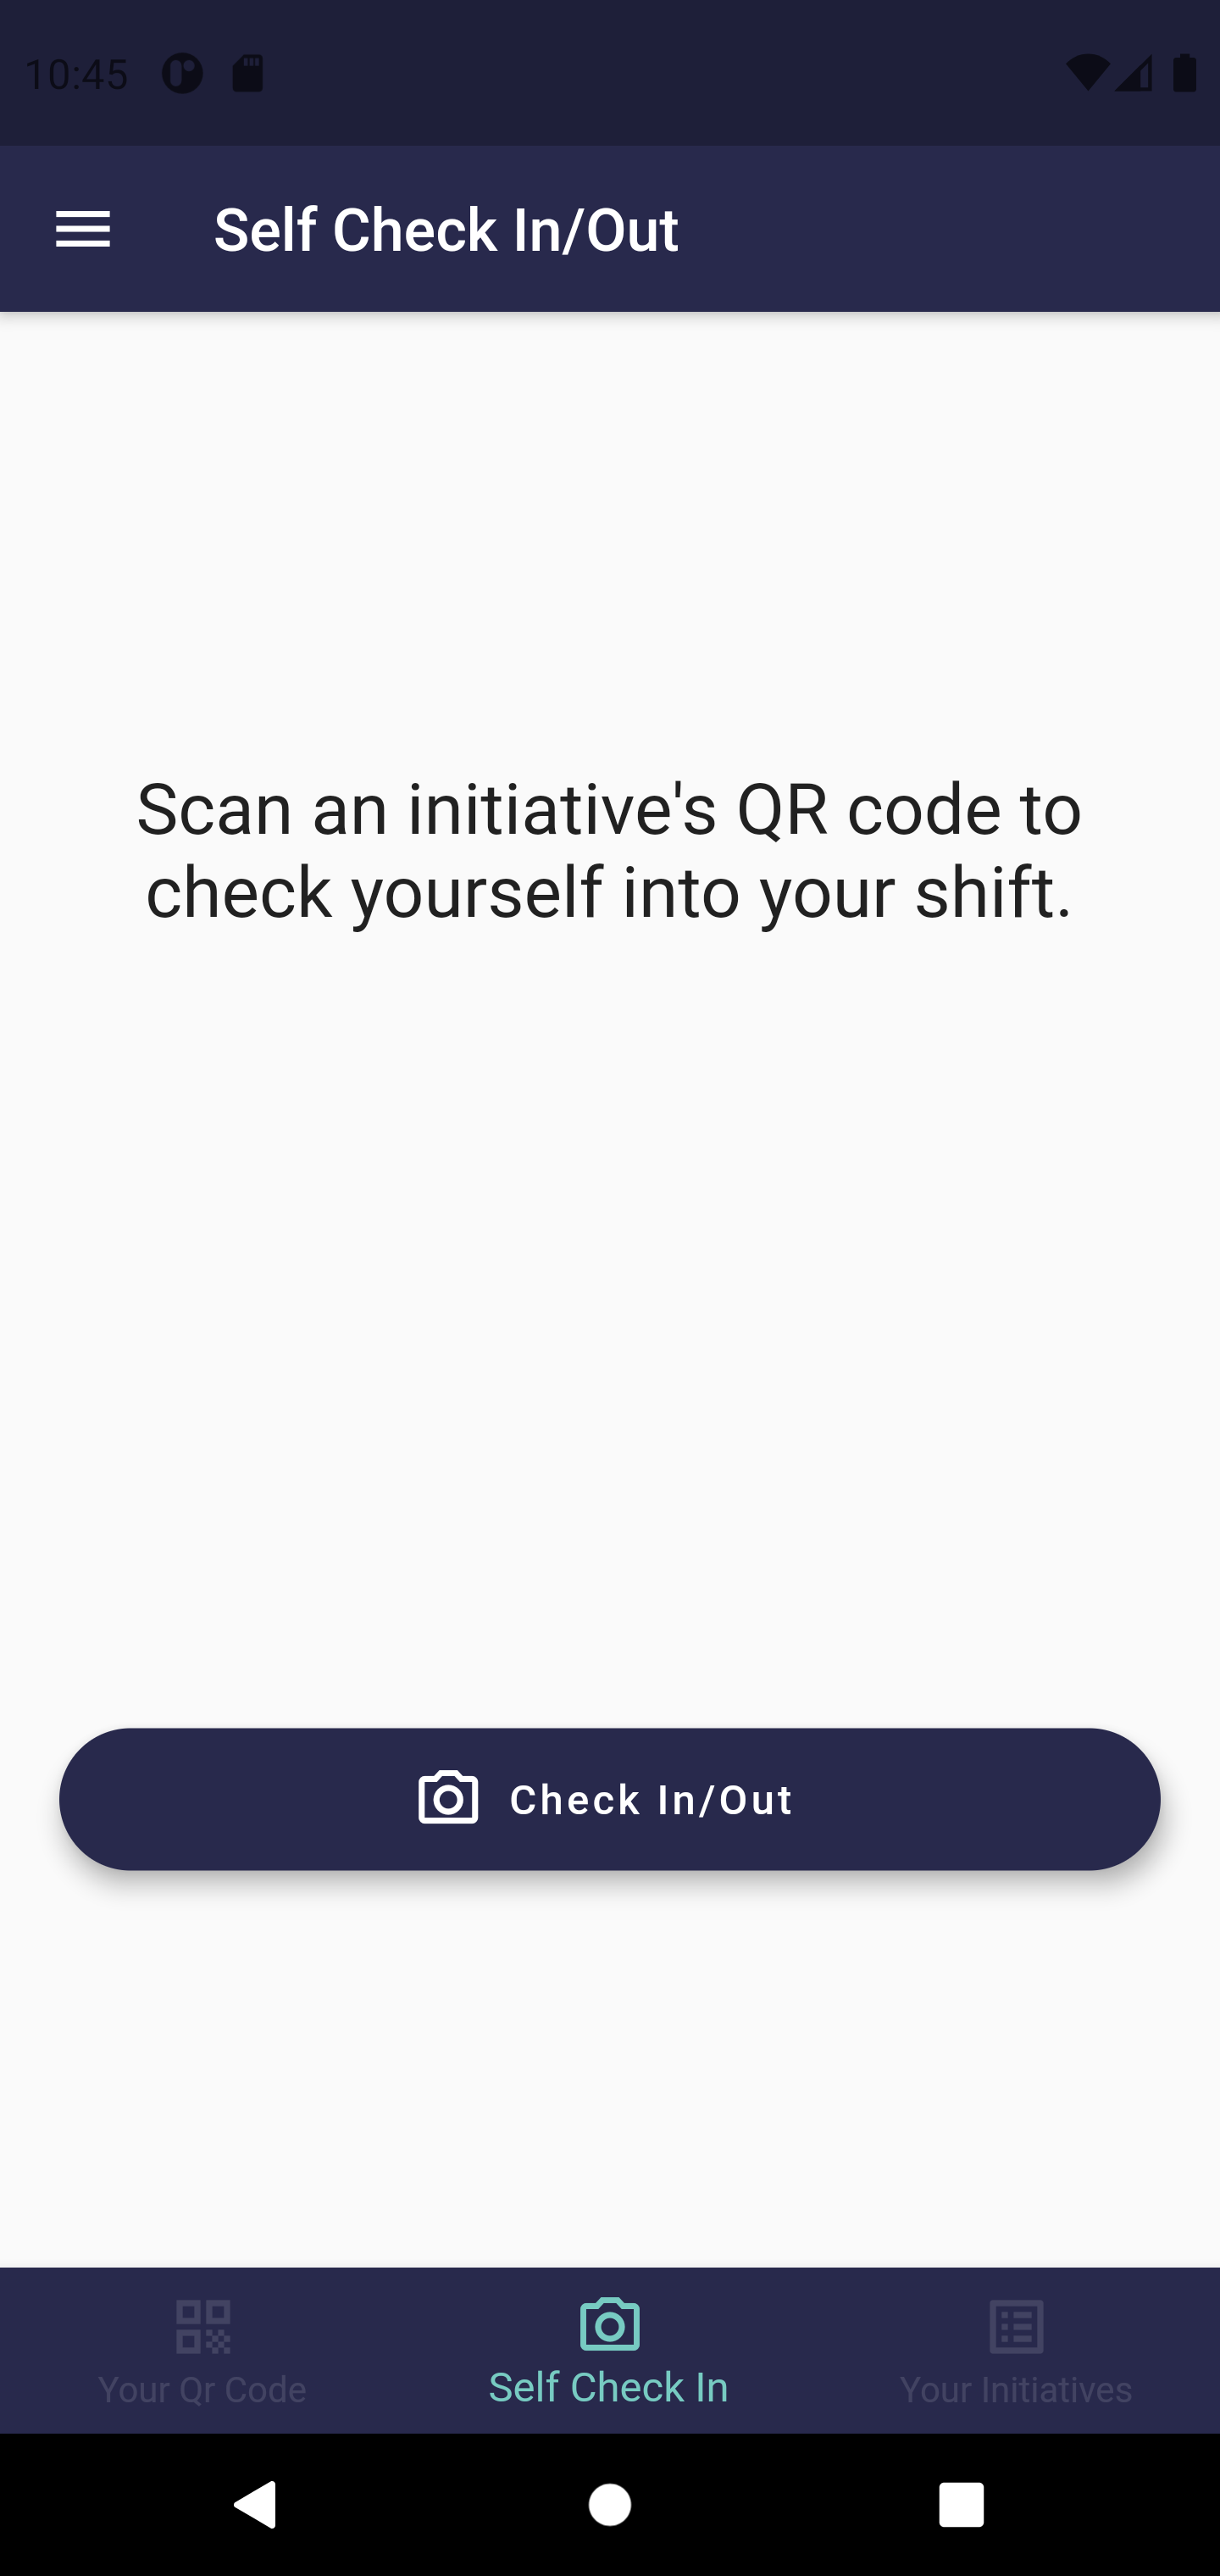 10:45
Self Check In/Out
Scan an initiative's QR code to
check yourself into your shift.
Check In/Out
Your Qr Code
Self Check In
Your Initiatives